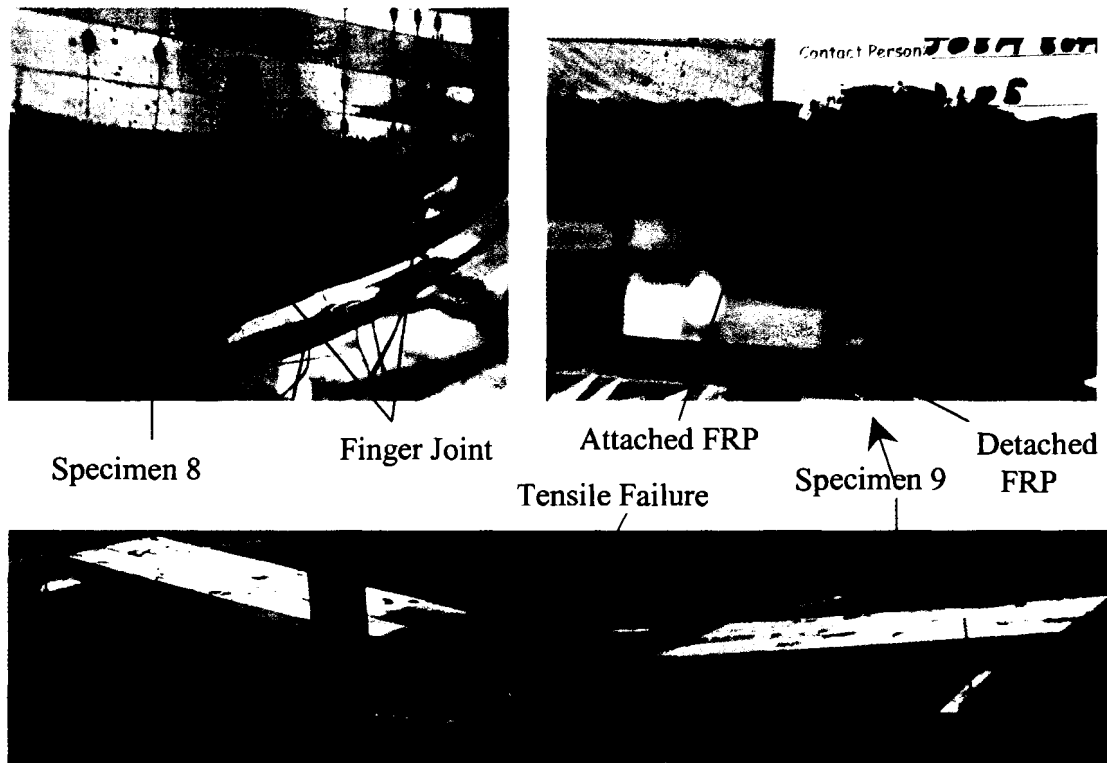 Contact Person:
Specimen 8
Finger Joint
Attached FRP
Detached
FRP
Specimen 9
Tensile Failure